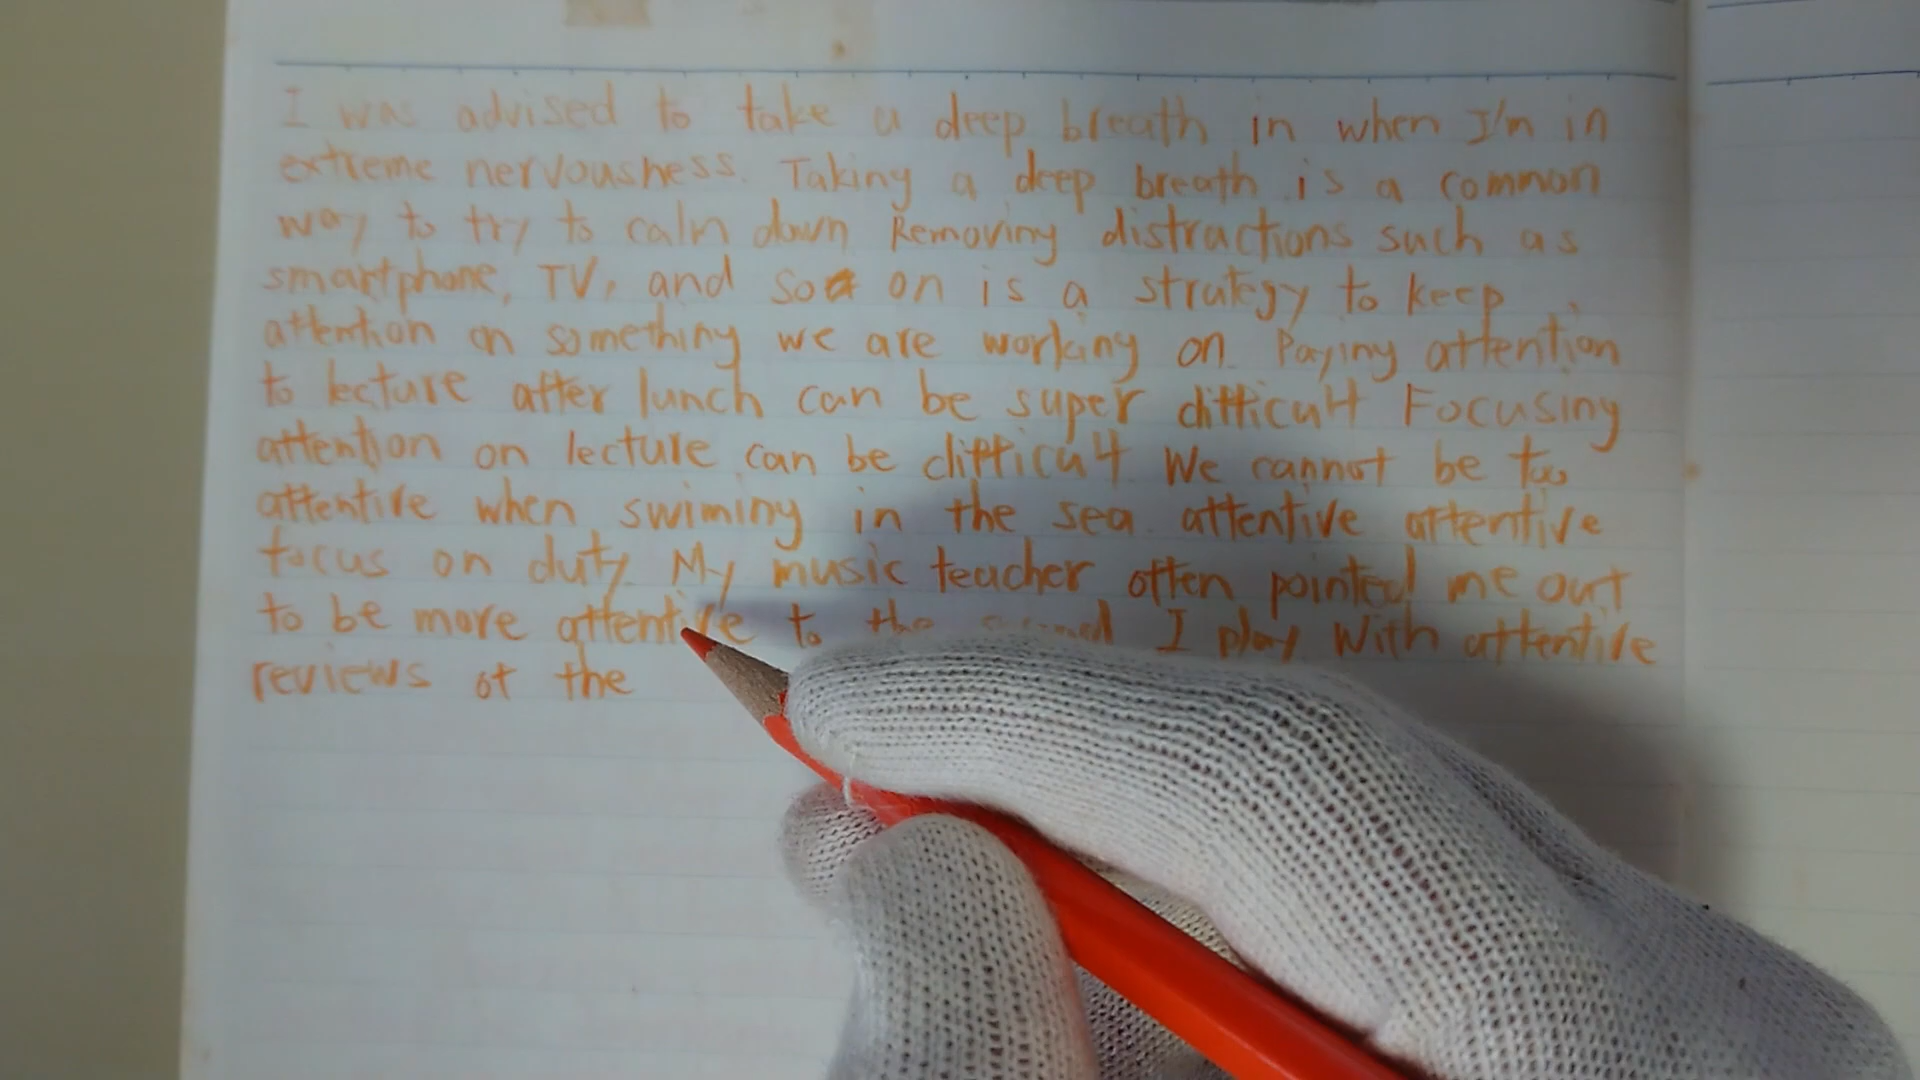 I was advised to take a deep breath in when I'm in
extreme nervousness. Taking a deep breath is a common
way to try to calm down Removing distractions such as
smartphone, TV, and so on is a strategy to keep
attention on something we are working on. Paying attention
to lecture after lunch can be super difficult Focusing
attention on lecture can be difficult We cannot be too
attentive when swiming in the sea. attentive attentive
focus on duty. My music teacher often pointed me out
to be more attentive to the I play With attentive
reviews of the